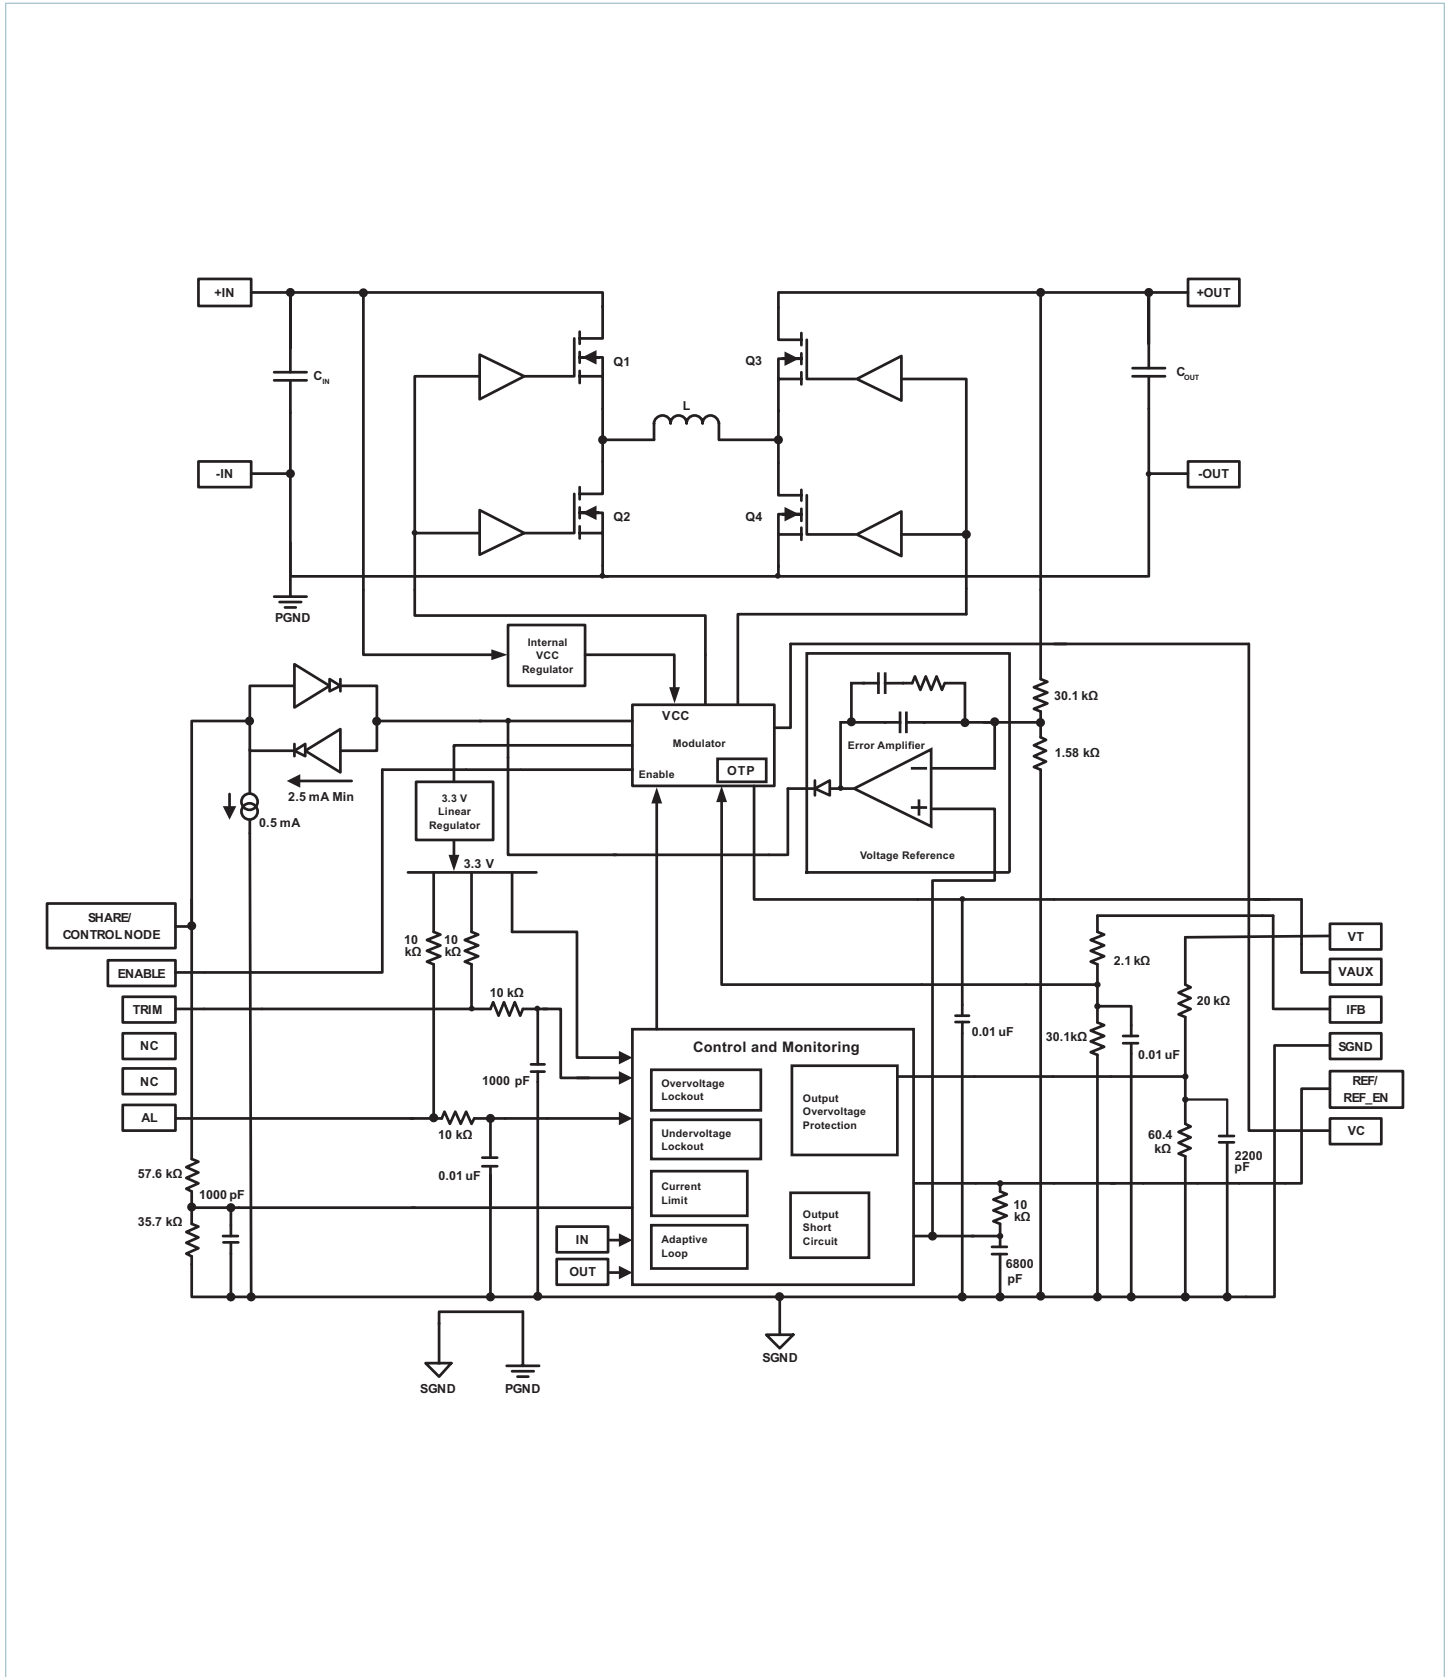 +IN
+OUT
Q1
Q3
C IN
C OUT
L
-IN
-OUT
Q2
Q4
PGND
Internal
VCC
Regulator
VCC
Modulator
Enable
OTP
30.1 kΩ
1.58 kΩ
Error Amplifier
−
+
Voltage Reference
2.5 mA Min
0.5 mA
3.3 V
Linear
Regulator
3.3 V
SHARE/
CONTROL NODE
ENABLE
TRIM
NC
NC
AL
10
kΩ
10
kΩ
10 kΩ
1000 pF
10 kΩ
0.01 uF
57.6 kΩ
1000 pF
35.7 kΩ
Control and Monitoring
Overvoltage
Lockout
Undervoltage
Lockout
Current
Limit
Adaptive
Loop
Output
Overvoltage
Protection
Output
Short
Circuit
IN
OUT
0.01 uF
2.1 kΩ
30.1kΩ
0.01 uF
20 kΩ
60.4
kΩ
2200
pF
10
kΩ
6800
pF
VT
VAUX
IFB
SGND
REF/
REF_EN
VC
SGND
SGND
PGND